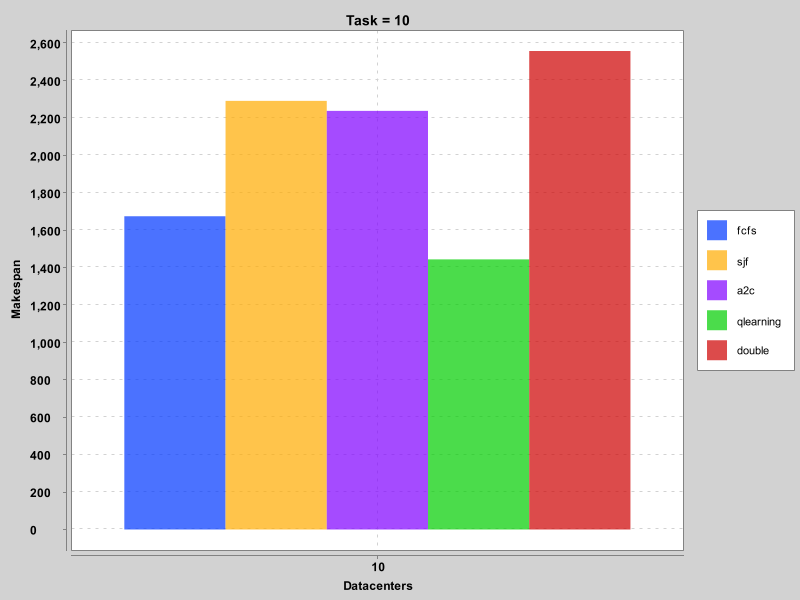 Task = 10
Makespan
2,600
2,400
2,200
2,000
1,800
1,600
1,400
1,200
1,000
800
600
400
200
0
10
Datacenters
fcfs
sjf
a2c
qlearning
double